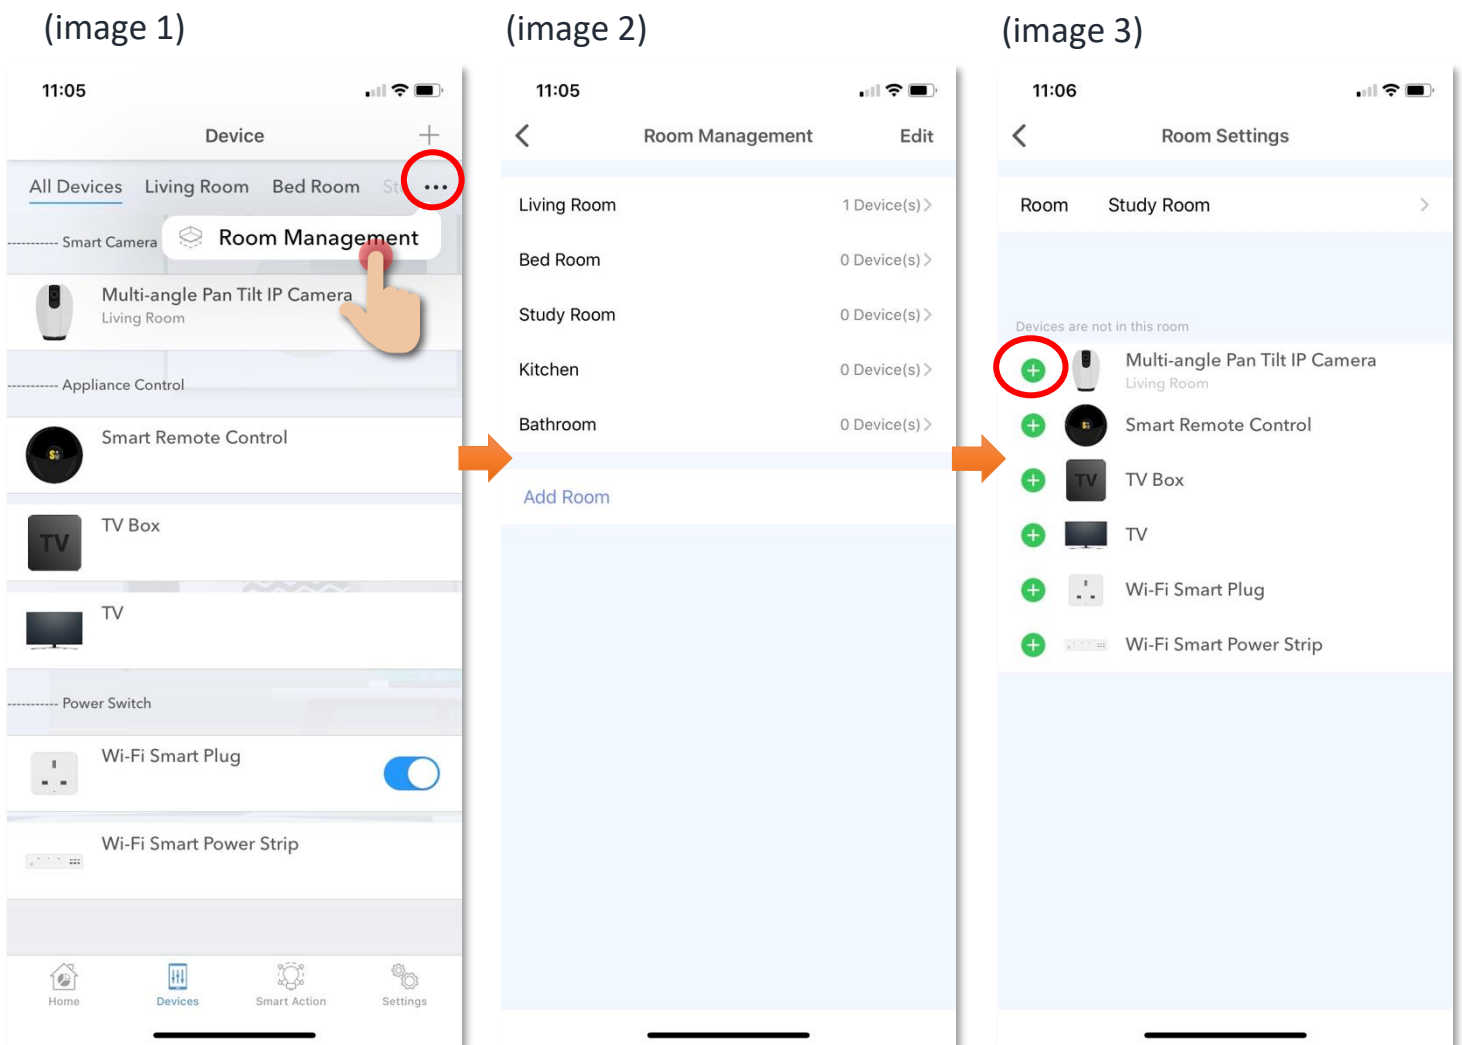 (image 1)
11:05
Device
All Devices Living Room Bed Room St
Room Management
----------- Smart Camera
Multi-angle Pan Tilt IP Camera
Living Room
----------- Appliance Control
Smart Remote Control
TV Box
TV
TV
----------- Power Switch
Wi-Fi Smart Plug
Wi-Fi Smart Power Strip
Home Devices Smart Action Settings
(image 2)
11:05
Room Management Edit
Living Room 1 Device(s)
Bed Room 0 Device(s)
Study Room 0 Device(s)
Kitchen 0 Device(s)
Bathroom 0 Device(s)
Add Room
(image 3)
11:06
Room Settings
Room Study Room
Devices are not in this room
Multi-angle Pan Tilt IP Camera
Living Room
Smart Remote Control
TV TV Box
TV
Wi-Fi Smart Plug
Wi-Fi Smart Power Strip